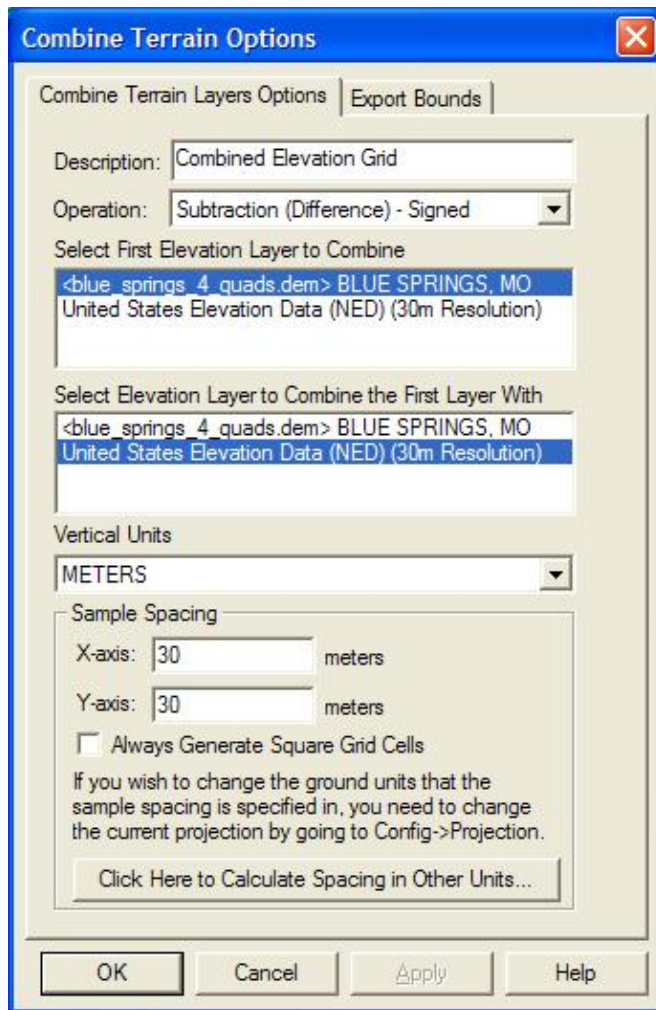 Combine Terrain Options
Combine Terrain Layers Options
Export Bounds
Description: Combined Elevation Grid
Operation: Subtraction (Difference) - Signed
Select First Elevation Layer to Combine
<blue_springs_4_quads.dem> BLUE SPRINGS, MO
United States Elevation Data (NED) (30m Resolution)
Select Elevation Layer to Combine the First Layer With
<blue_springs_4_quads.dem> BLUE SPRINGS, MO
United States Elevation Data (NED) (30m Resolution)
Vertical Units
METERS
Sample Spacing
X-axis: 30 meters
Y-axis: 30 meters
Always Generate Square Grid Cells
If you wish to change the ground units that the
sample spacing is specified in, you need to change
the current projection by going to Config->Projection.
Click Here to Calculate Spacing in Other Units...
OK Cancel Apply Help